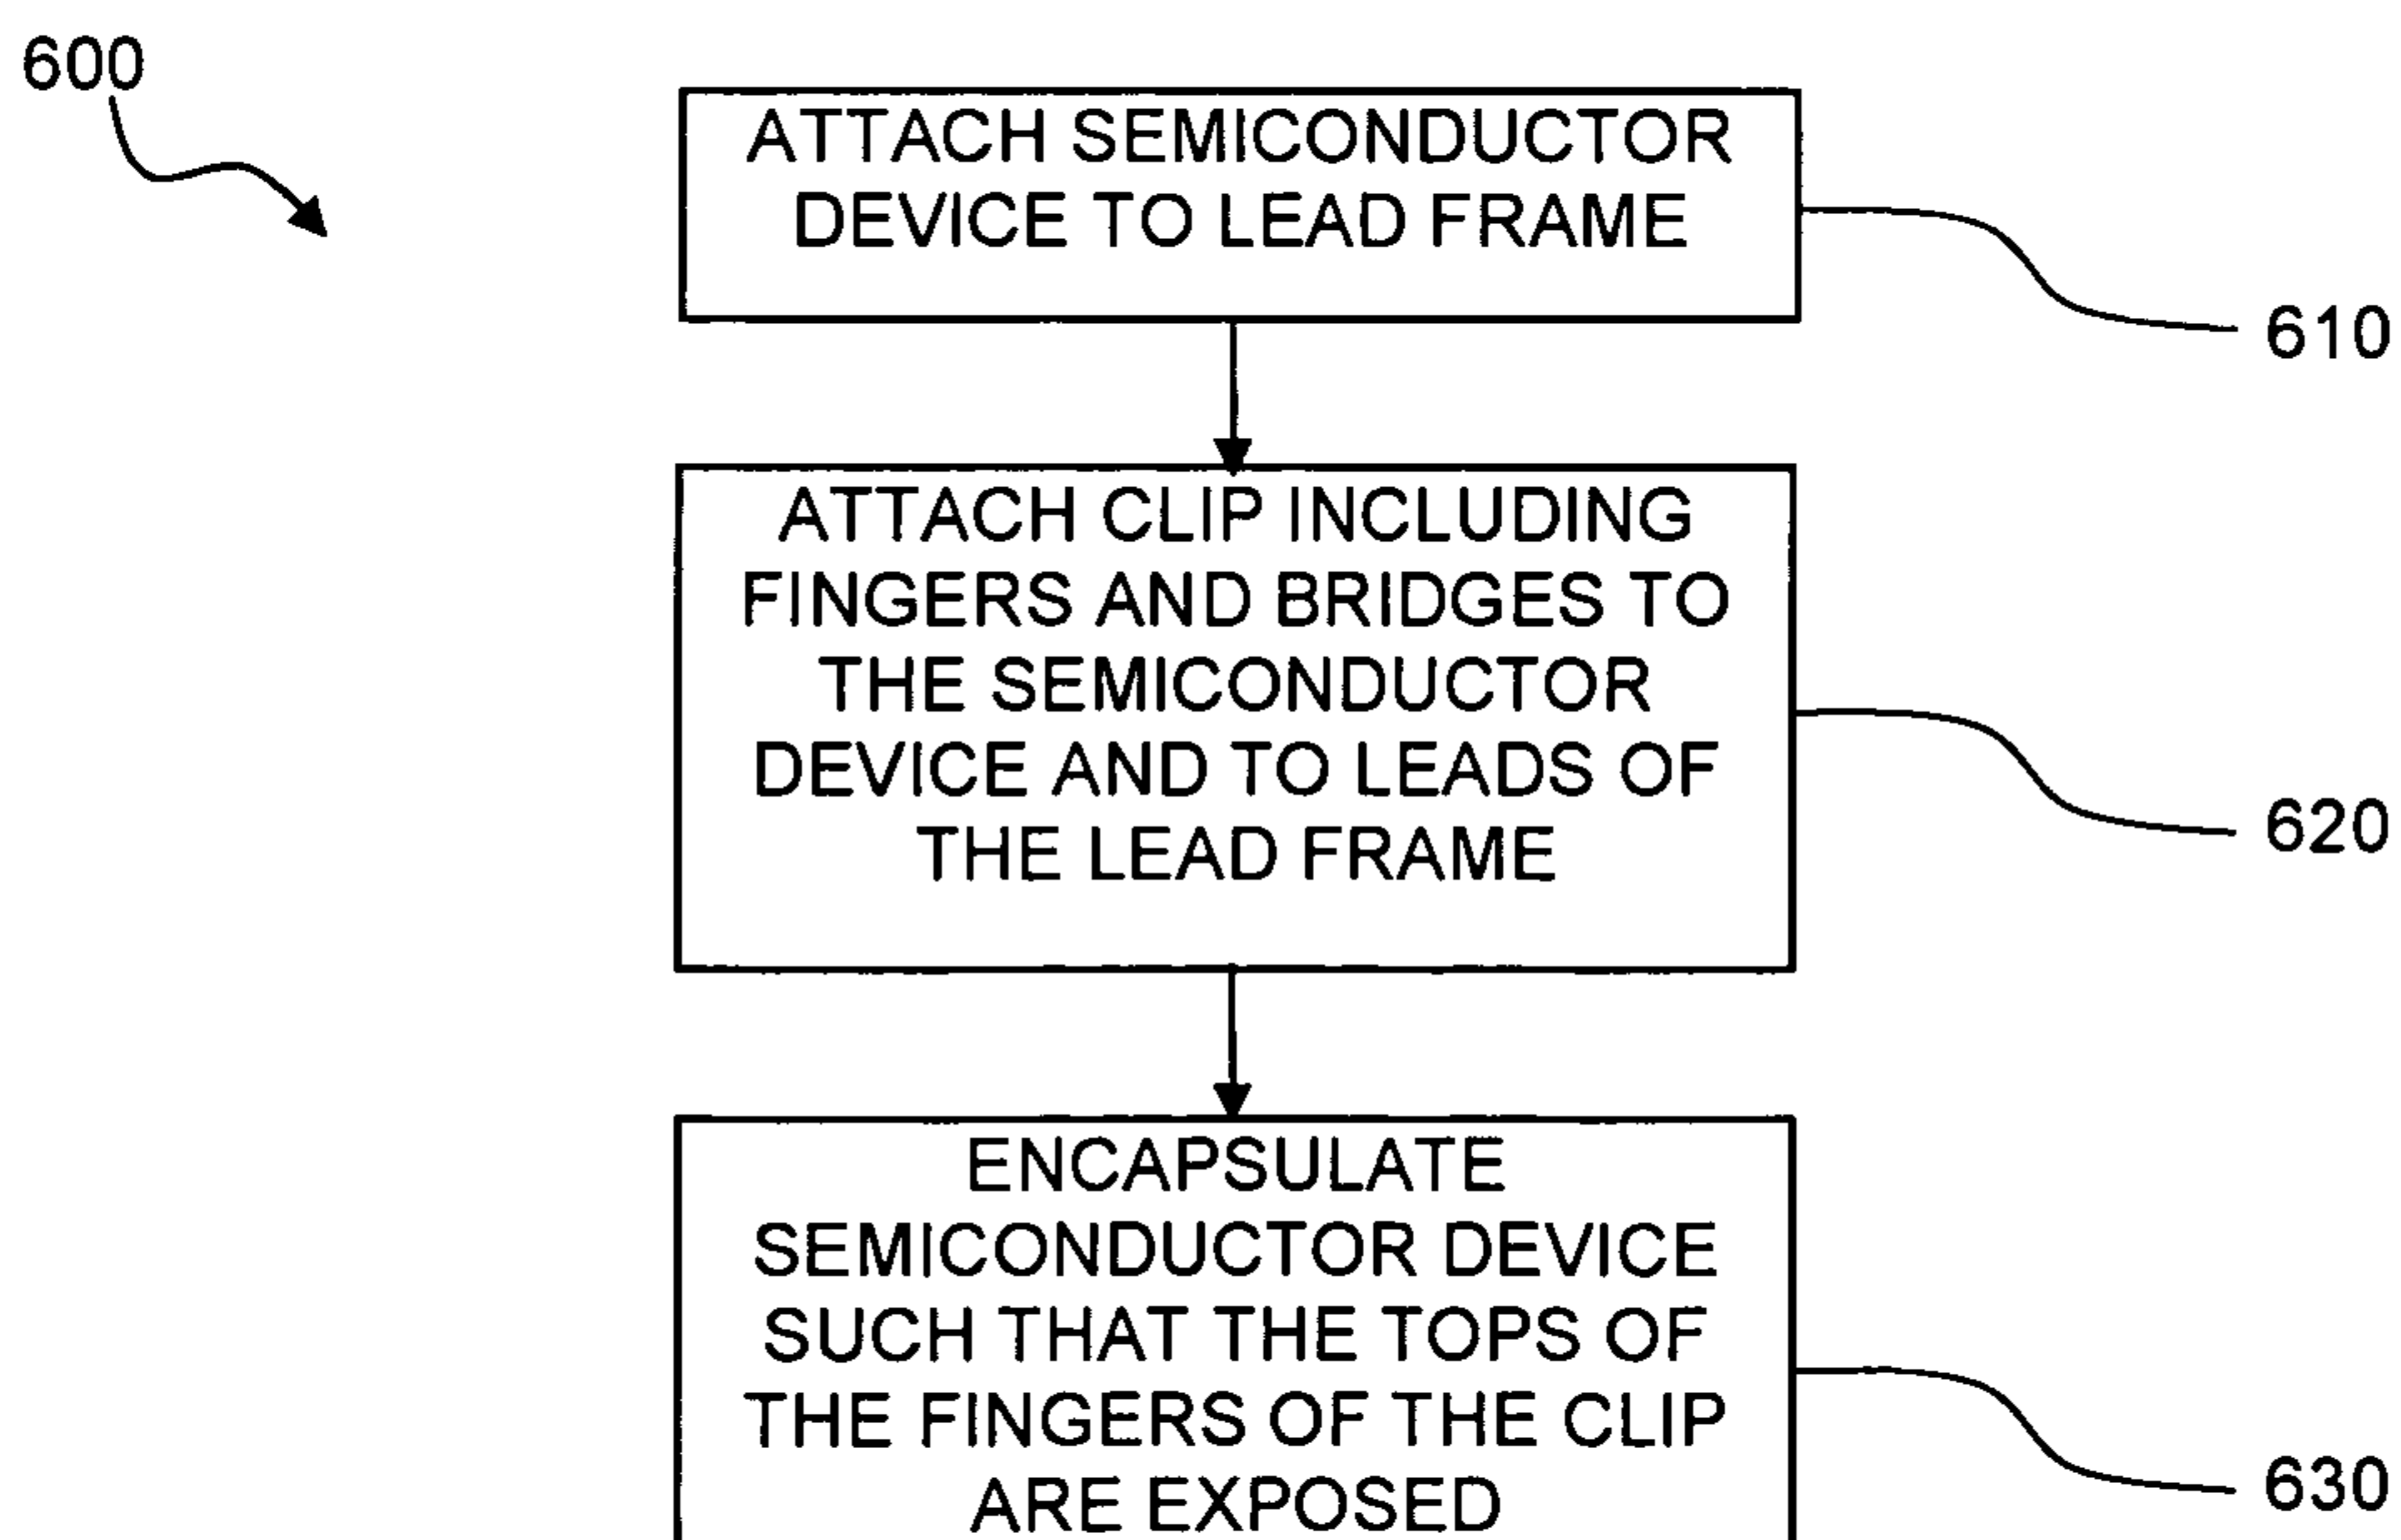 600
ATTACH SEMICONDUCTOR
DEVICE TO LEAD FRAME
610
ATTACH CLIP INCLUDING
FINGERS AND BRIDGES TO
THE SEMICONDUCTOR
DEVICE AND TO LEADS OF
THE LEAD FRAME
620
ENCAPSULATE
SEMICONDUCTOR DEVICE
SUCH THAT THE TOPS OF
THE FINGERS OF THE CLIP
ARE EXPOSED
630